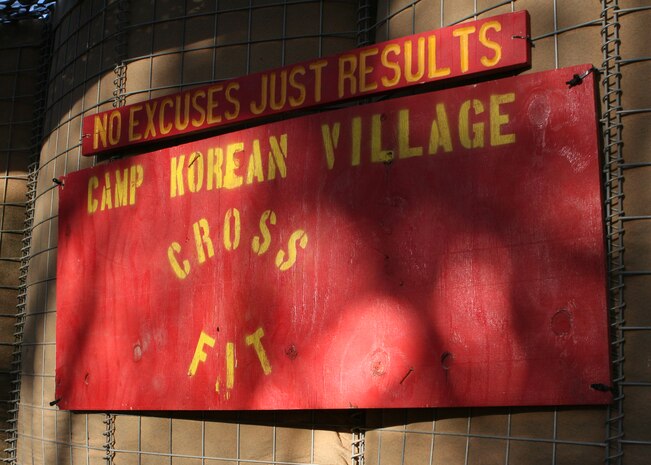 NO EXCUSES JUST RESULTS
CAMP KOREAN VILLAGE
CROSS
FIT